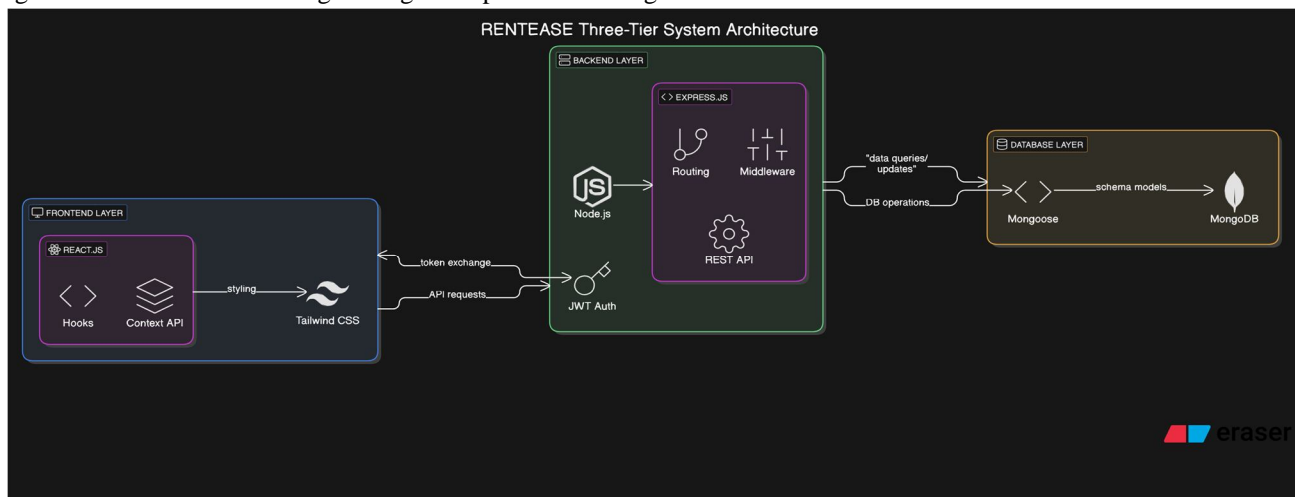 RENTEASE Three-Tier System Architecture
BACKEND LAYER
EXPRESS.JS
Routing
Middleware
REST API
JS
Node.js
JWT Auth
"data queries/
updates"
DB operations
DATABASE LAYER
Mongoose
schema models
MongoDB
FRONTEND LAYER
REACT.JS
Hooks
Context API
styling
Tailwind CSS
token exchange
API requests
eraser